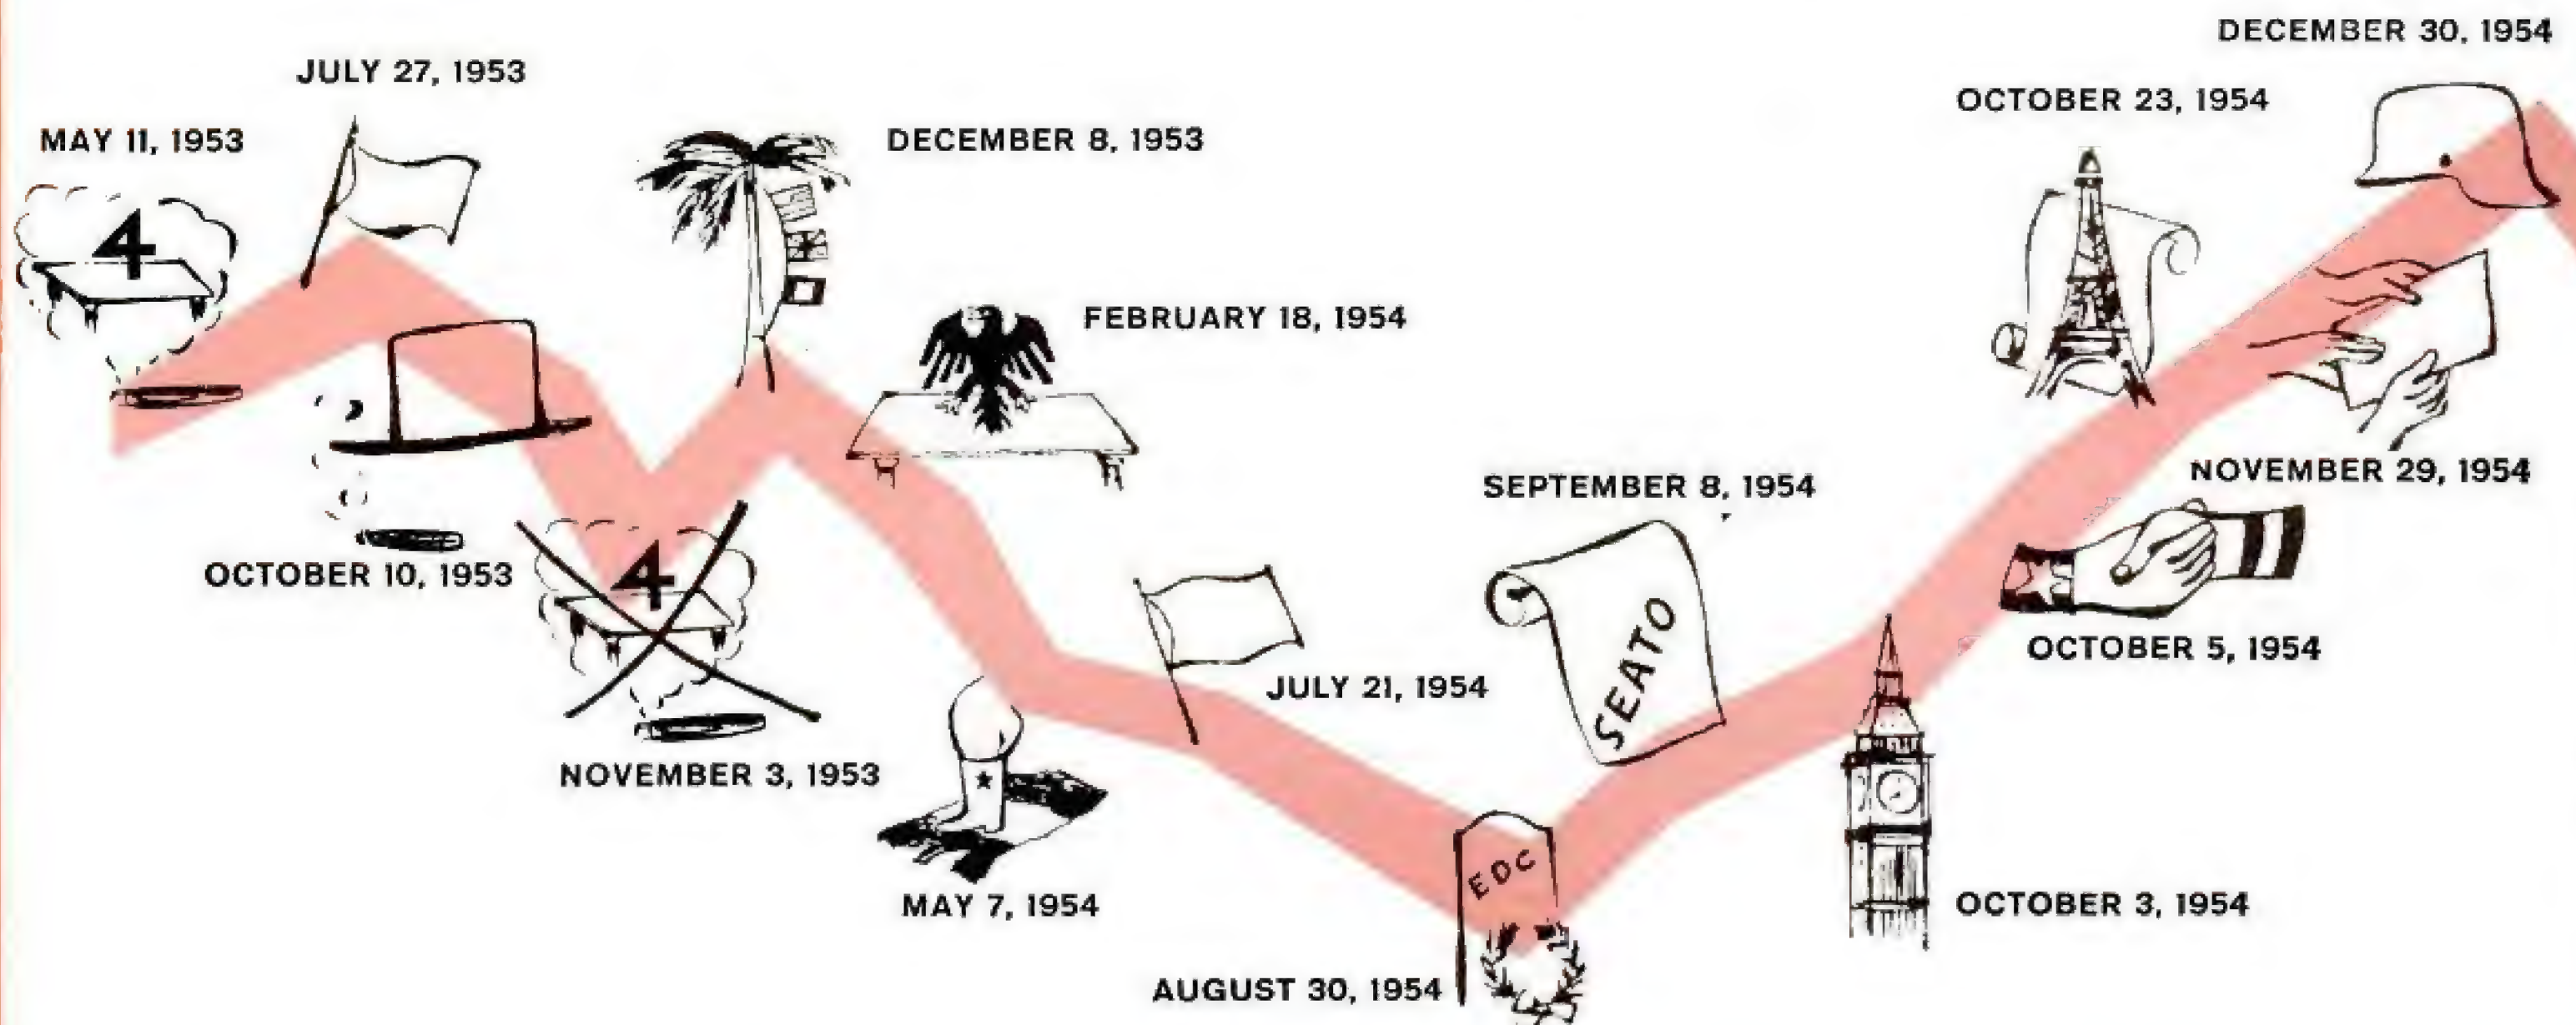 MAY 11, 1953
4
JULY 27, 1953
OCTOBER 10, 1953
4
NOVEMBER 3, 1953
DECEMBER 8, 1953
FEBRUARY 18, 1954
MAY 7, 1954
JULY 21, 1954
EDC
AUGUST 30, 1954
SEPTEMBER 8, 1954
SEATO
OCTOBER 3, 1954
OCTOBER 5, 1954
OCTOBER 23, 1954
NOVEMBER 29, 1954
DECEMBER 30, 1954